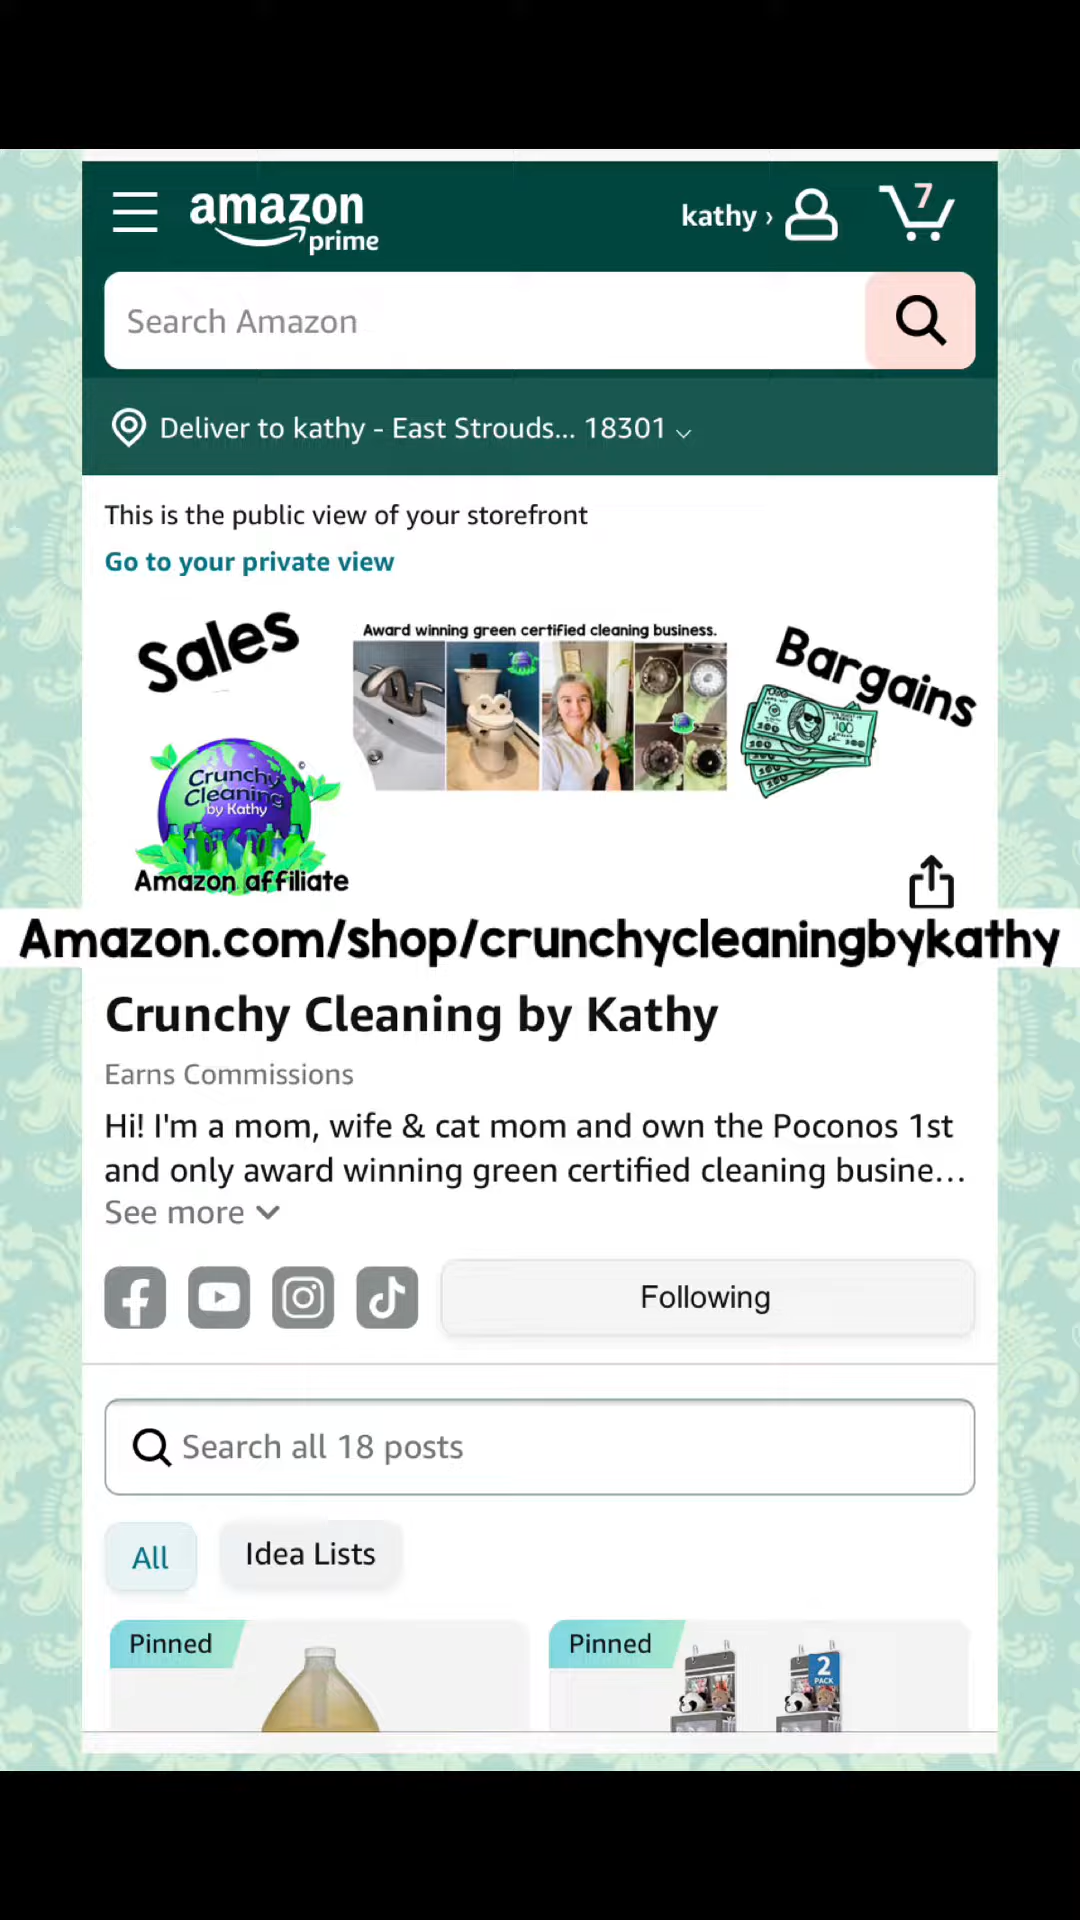 amazon
prime
kathy ›
7
Search Amazon
Deliver to kathy - East Strouds... 18301
This is the public view of your storefront
Go to your private view
Sales
Award winning green certified cleaning business.
Bargains
100
Crunchy
Cleaning
by Kathy
©
Amazon affiliate
Amazon.com/shop/crunchycleaningbykathy
Crunchy Cleaning by Kathy
Earns Commissions
Hi! I'm a mom, wife & cat mom and own the Poconos 1st
and only award winning green certified cleaning busine...
See more
Following
Search all 18 posts
All
Idea Lists
Pinned
Pinned
2
PACK